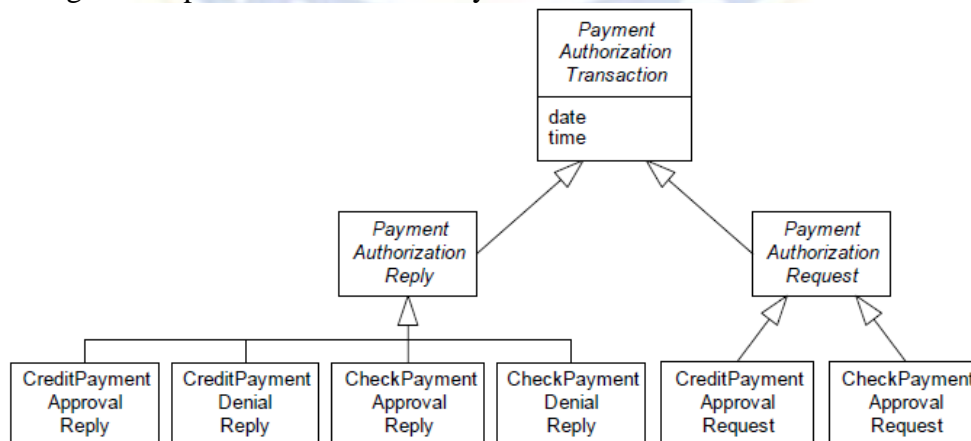 Payment
Authorization
Transaction
date
time
Payment
Authorization
Reply
Payment
Authorization
Request
CreditPayment
Approval
Reply
CreditPayment
Denial
Reply
CheckPayment
Approval
Reply
CheckPayment
Denial
Reply
CreditPayment
Approval
Request
CheckPayment
Approval
Request